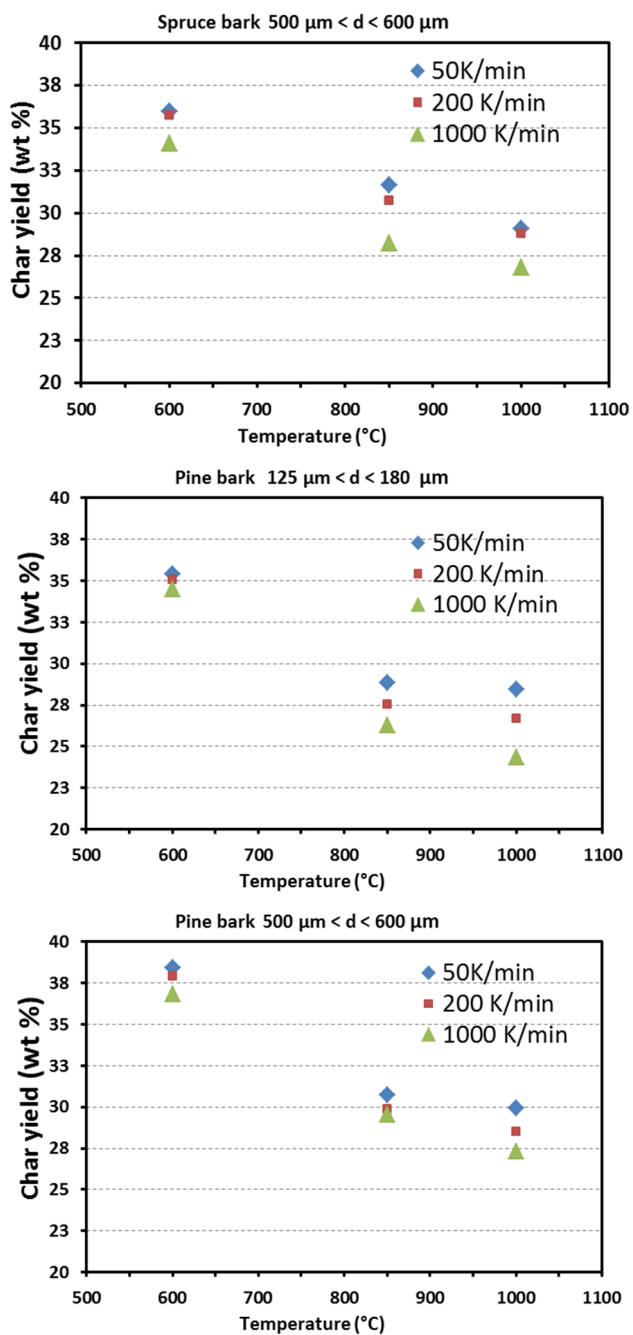 Spruce bark 500 µm < d < 600 µm
40
38
35
33
30
28
25
23
20
Char yield (wt %)
50K/min
200 K/min
1000 K/min
500 600 700 800 900 1000 1100
Temperature (°C)
Pine bark 125 µm < d < 180 µm
40
38
35
33
30
28
25
23
20
Char yield (wt %)
50K/min
200 K/min
1000 K/min
500 600 700 800 900 1000 1100
Temperature (°C)
Pine bark 500 µm < d < 600 µm
40
38
35
33
30
28
25
23
20
Char yield (wt %)
50K/min
200 K/min
1000 K/min
500 600 700 800 900 1000 1100
Temperature (°C)